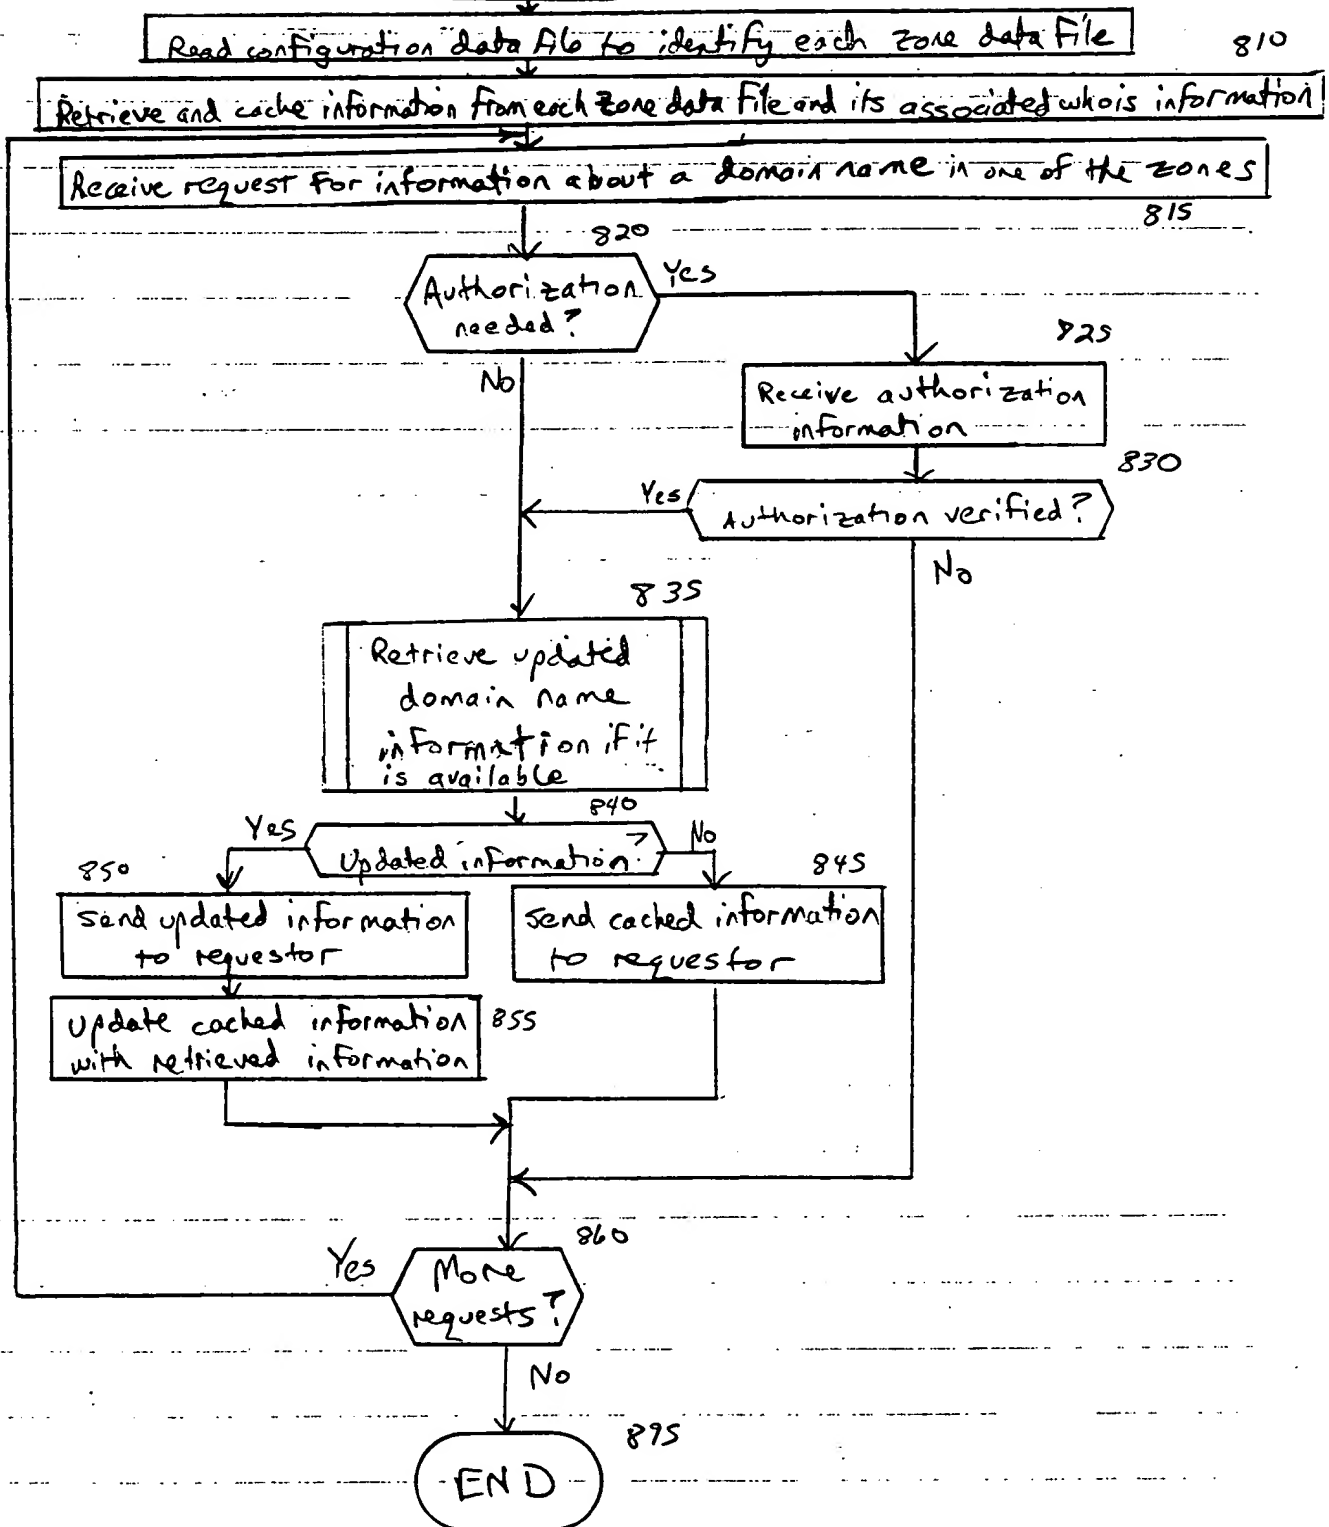 Read configuration data file to identify each zone data file
810
Retrieve and cache information from each zone data file and its associated whois information
Receive request for information about a domain name in one of the zones
815
820
Authorization
needed?
Yes
No
825
Receive authorization
information
830
Authorization verified?
Yes
No
835
Retrieve updated
domain name
information if it
is available
840
Updated information?
Yes
No
850
Send updated information
to requestor
845
Send cached information
to requestor
Update cached information
with retrieved information
855
860
More
requests?
Yes
No
895
END